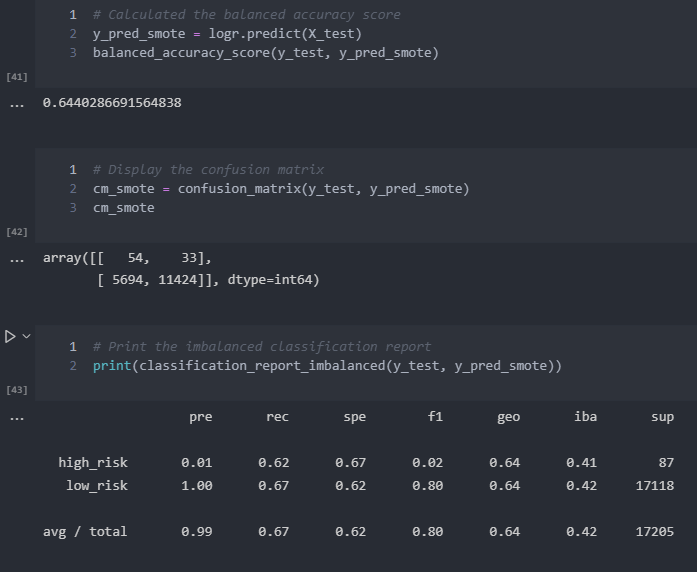 1 # Calculated the balanced accuracy score
2 y_pred_smote = logr.predict(X_test)
3 balanced_accuracy_score(y_test, y_pred_smote)
[41]
... 0.6440286691564838
1 # Display the confusion matrix
2 cm_smote = confusion_matrix(y_test, y_pred_smote)
3 cm_smote
[42]
... array([[   54,    33],
       [ 5694, 11424]], dtype=int64)
1 # Print the imbalanced classification report
2 print(classification_report_imbalanced(y_test, y_pred_smote))
[43]
... pre rec spe f1 geo iba sup
high_risk 0.01 0.62 0.67 0.02 0.64 0.41 87
low_risk 1.00 0.67 0.62 0.80 0.64 0.42 17118
avg / total 0.99 0.67 0.62 0.80 0.64 0.42 17205